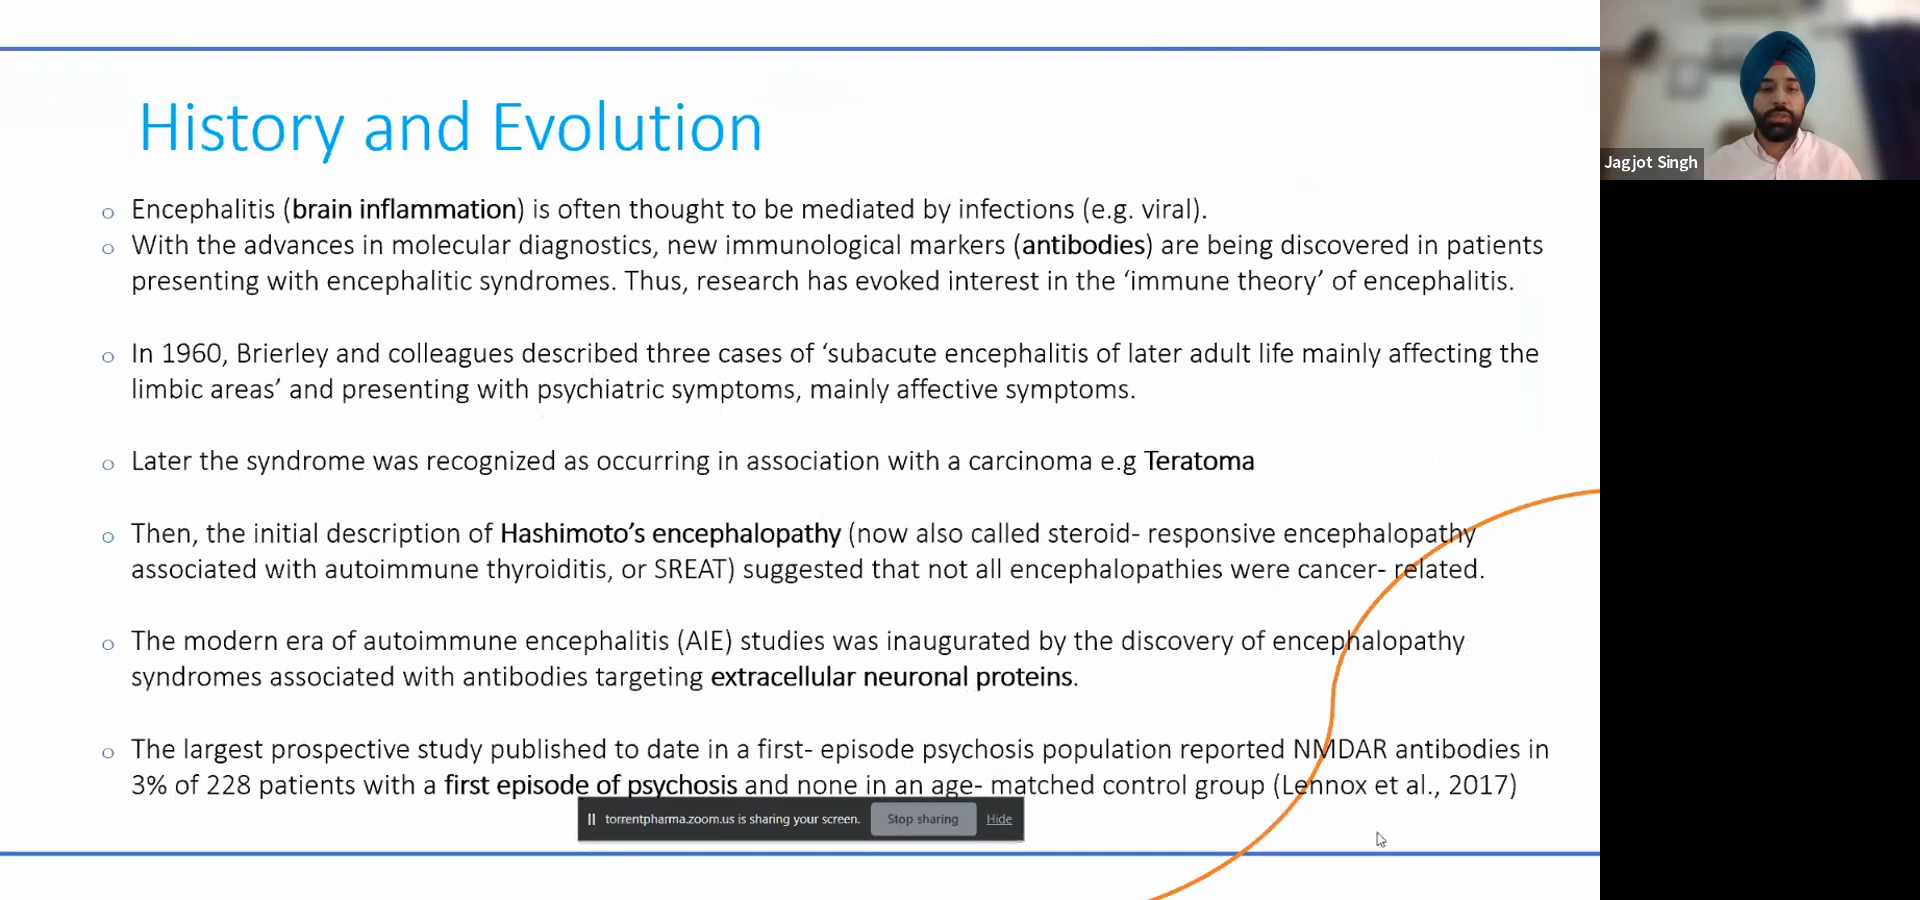 History and Evolution
Jagjot Singh
o Encephalitis (brain inflammation) is often thought to be mediated by infections (e.g. viral).
o With the advances in molecular diagnostics, new immunological markers (antibodies) are being discovered in patients
presenting with encephalitic syndromes. Thus, research has evoked interest in the ‘immune theory’ of encephalitis.
o In 1960, Brierley and colleagues described three cases of ‘subacute encephalitis of later adult life mainly affecting the
limbic areas’ and presenting with psychiatric symptoms, mainly affective symptoms.
o Later the syndrome was recognized as occurring in association with a carcinoma e.g Teratoma
o Then, the initial description of Hashimoto’s encephalopathy (now also called steroid- responsive encephalopathy
associated with autoimmune thyroiditis, or SREAT) suggested that not all encephalopathies were cancer- related.
o The modern era of autoimmune encephalitis (AIE) studies was inaugurated by the discovery of encephalopathy
syndromes associated with antibodies targeting extracellular neuronal proteins.
o The largest prospective study published to date in a first- episode psychosis population reported NMDAR antibodies in
3% of 228 patients with a first episode of psychosis and none in an age- matched control group (Lennox et al., 2017)
torrentpharma.zoom.us is sharing your screen. Stop sharing Hide